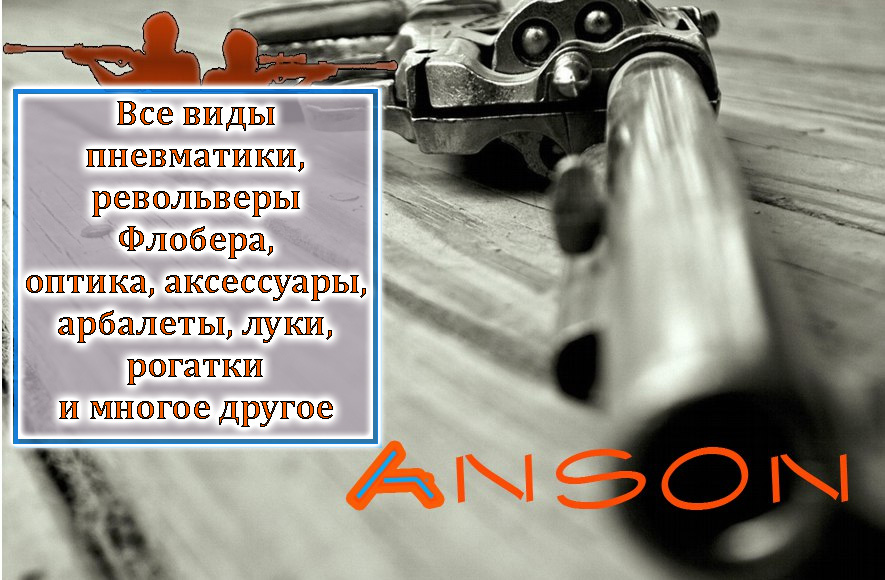 Все виды
пневматики,
револьверы
Флобера,
оптика, аксессуары,
арбалеты, луки,
рогатки
и многое другое
ANSON